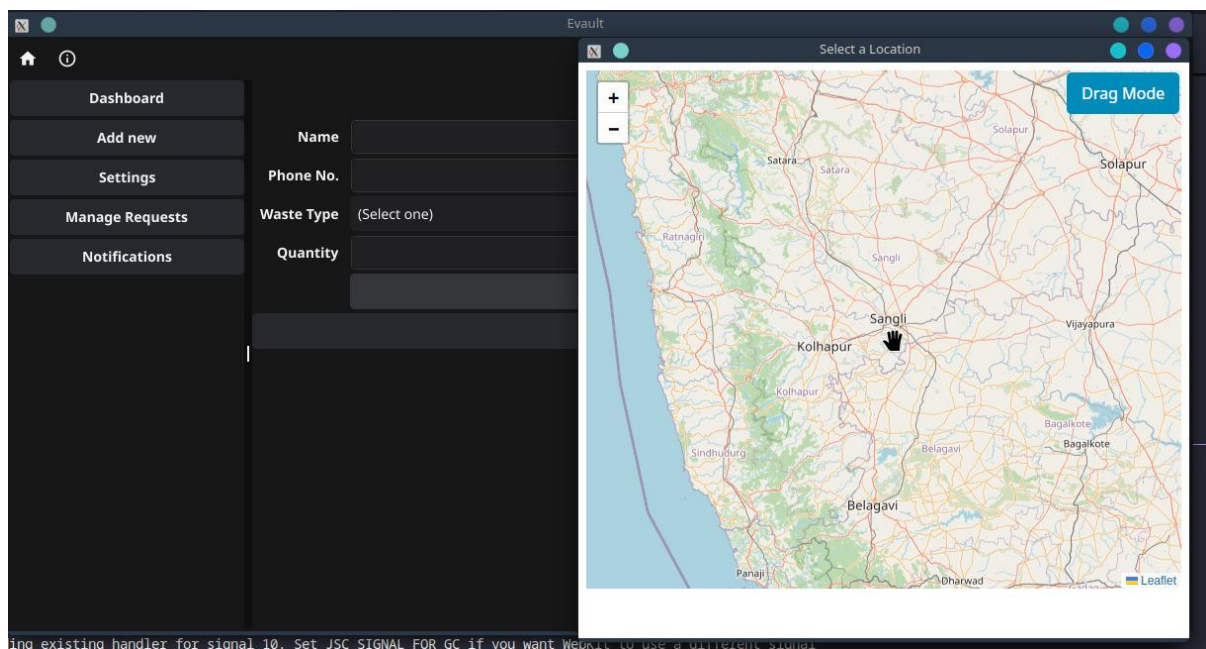 Evault
Dashboard
Add new
Settings
Manage Requests
Notifications
Name
Phone No.
Waste Type
(Select one)
Quantity
Select a Location
+
−
Drag Mode
Solapur
Solapur
Satara
Satara
Ratnagiri
Sangli
Sangli
Vijayapura
Kolhapur
Kolhapur
Bagalkote
Bagalkote
Sindhudurg
Belagavi
Belagavi
Panaji
Dharwad
Leaflet
ing existing handler for signal 10. Set JSC_SIGNAL_FOR_GC if you want WebKit to use a different signal